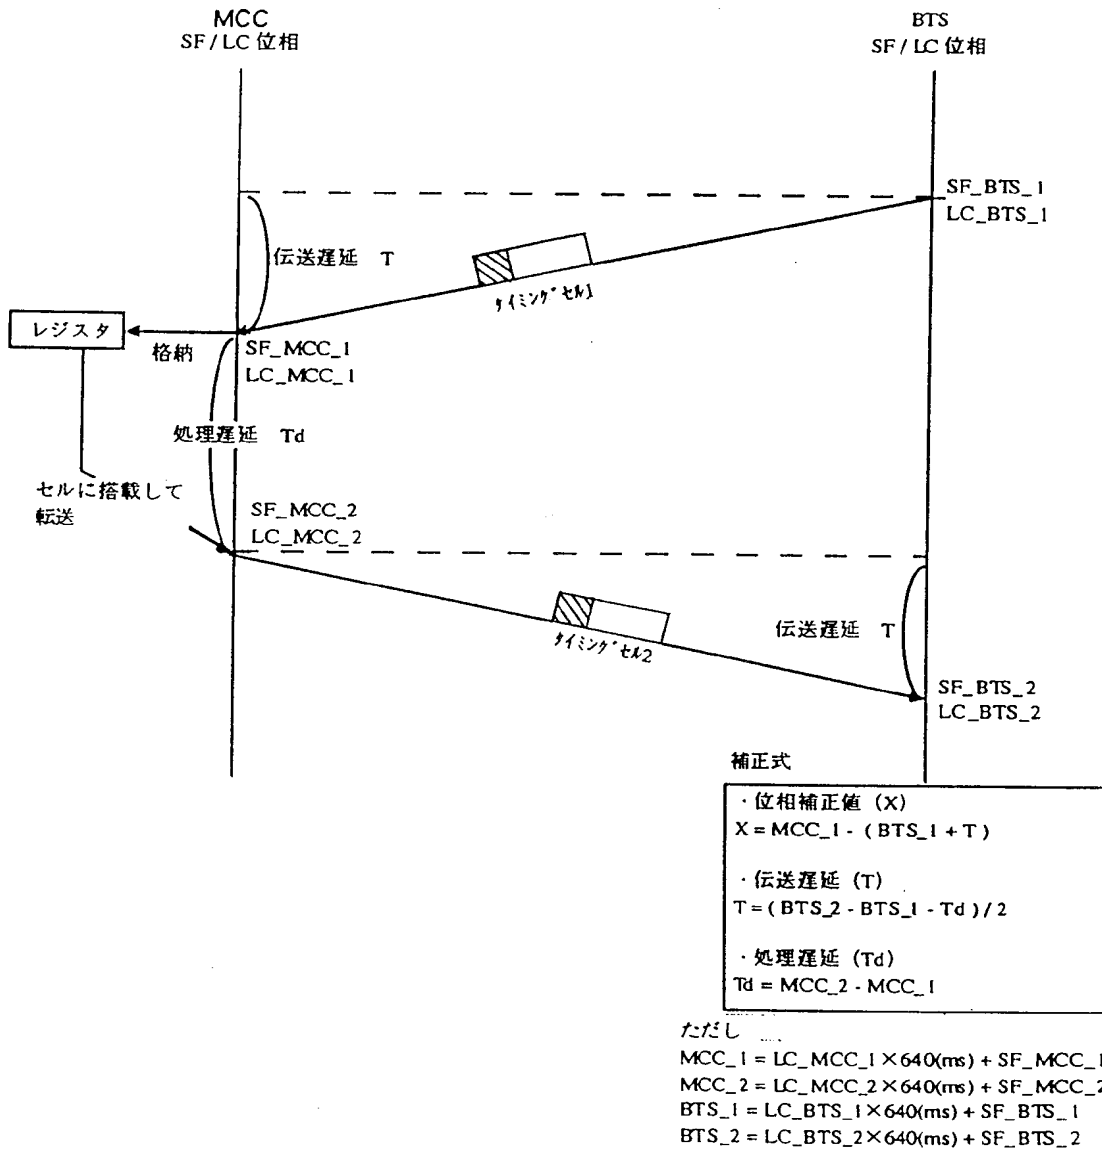 MCC
SF / LC 位相
BTS
SF / LC 位相
SF_BTS_1
LC_BTS_1
伝送遅延 T
タイミングセル1
レジスタ
格納
SF_MCC_1
LC_MCC_1
処理遅延 Td
セルに搭載して
転送
SF_MCC_2
LC_MCC_2
タイミングセル2
伝送遅延 T
SF_BTS_2
LC_BTS_2
補正式
・位相補正値 (X)
X = MCC_1 - ( BTS_1 + T )
・伝送遅延 (T)
T = ( BTS_2 - BTS_1 - Td ) / 2
・処理遅延 (Td)
Td = MCC_2 - MCC_1
ただし
MCC_1 = LC_MCC_1×640(ms) + SF_MCC_1
MCC_2 = LC_MCC_2×640(ms) + SF_MCC_2
BTS_1 = LC_BTS_1×640(ms) + SF_BTS_1
BTS_2 = LC_BTS_2×640(ms) + SF_BTS_2